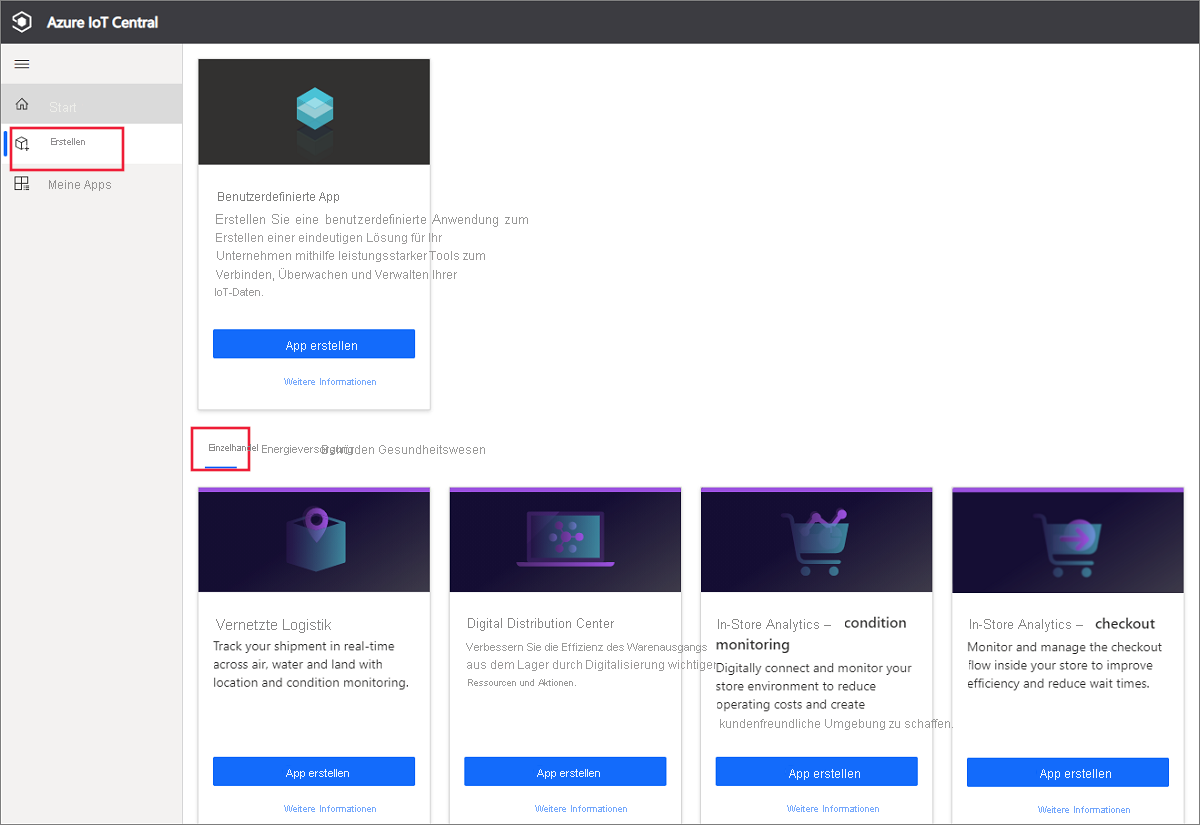 Azure IoT Central
Start
Erstellen
Meine Apps
Benutzerdefinierte App
Erstellen Sie eine benutzerdefinierte Anwendung zum
Erstellen einer eindeutigen Lösung für Ihr
Unternehmen mithilfe leistungsstarker Tools zum
Verbinden, Überwachen und Verwalten Ihrer
IoT-Daten.
App erstellen
Weitere Informationen
Einzelhandel Energieversorgung Behörden Gesundheitswesen
Vernetzte Logistik
Track your shipment in real-time
across air, water and land with
location and condition monitoring.
App erstellen
Weitere Informationen
Digital Distribution Center
Verbessern Sie die Effizienz des Warenausgangs
aus dem Lager durch Digitalisierung wichtiger
Ressourcen und Aktionen.
App erstellen
Weitere Informationen
In-Store Analytics – condition
monitoring
Digitally connect and monitor your
store environment to reduce
operating costs and create
kundenfreundliche Umgebung zu schaffen.
App erstellen
Weitere Informationen
In-Store Analytics – checkout
Monitor and manage the checkout
flow inside your store to improve
efficiency and reduce wait times.
App erstellen
Weitere Informationen